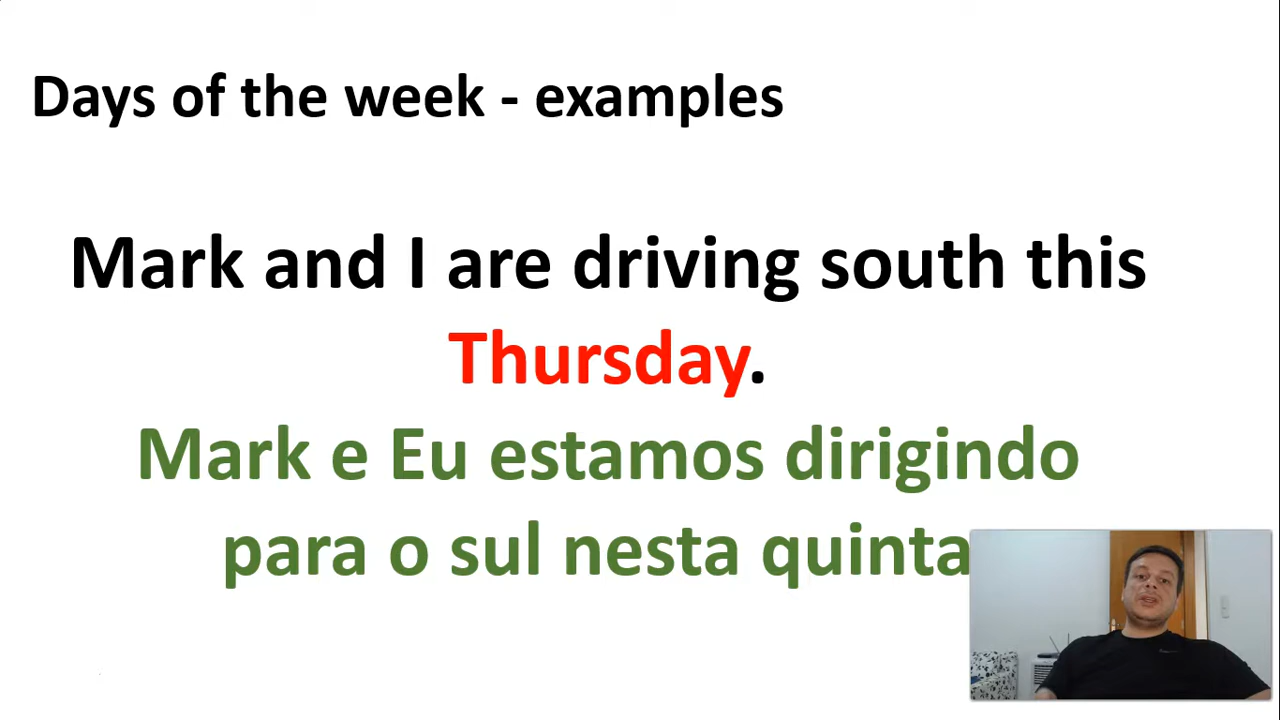 Days of the week - examples
Mark and I are driving south this
Thursday.
Mark e Eu estamos dirigindo
para o sul nesta quinta